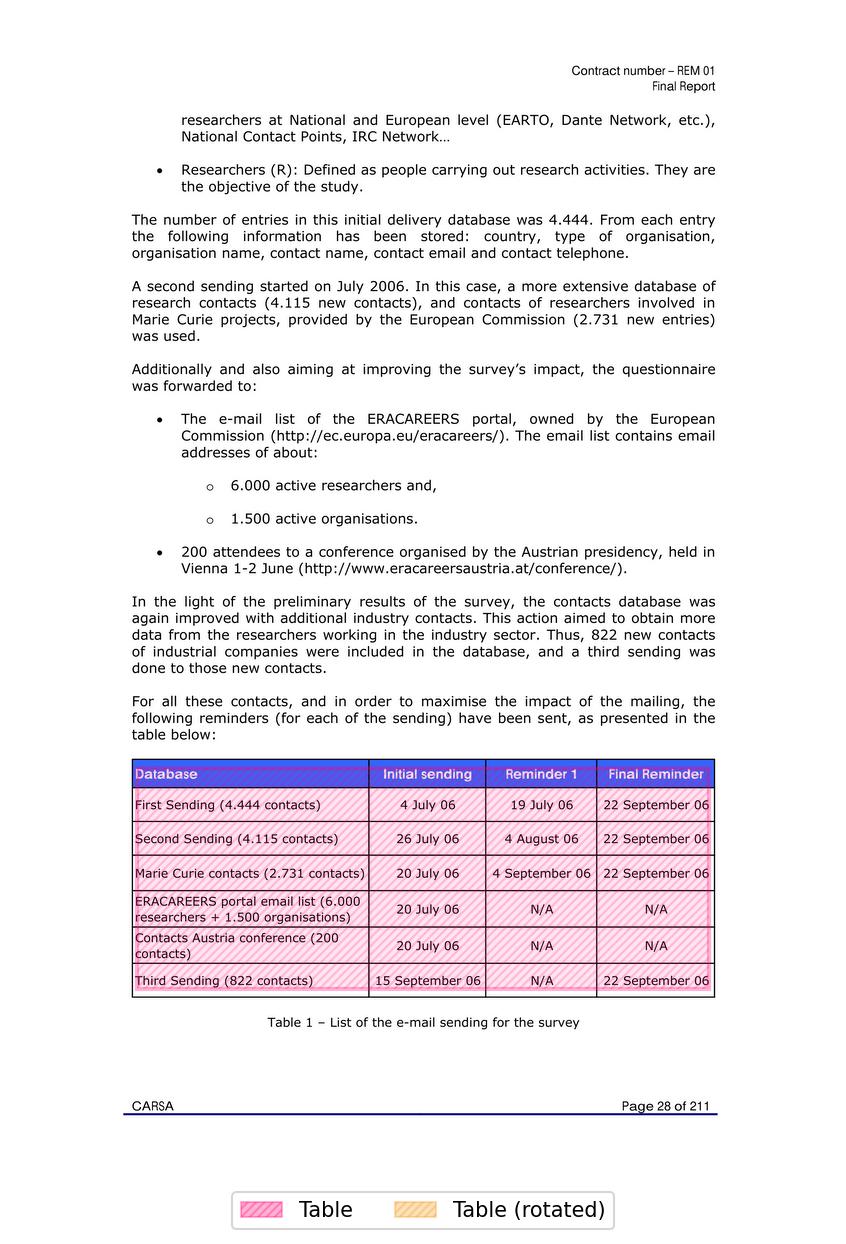 Contract number – REM 01
Final Report
researchers at National and European level (EARTO, Dante Network, etc.),
National Contact Points, IRC Network…
• Researchers (R): Defined as people carrying out research activities. They are
the objective of the study.
The number of entries in this initial delivery database was 4.444. From each entry
the following information has been stored: country, type of organisation,
organisation name, contact name, contact email and contact telephone.
A second sending started on July 2006. In this case, a more extensive database of
research contacts (4.115 new contacts), and contacts of researchers involved in
Marie Curie projects, provided by the European Commission (2.731 new entries)
was used.
Additionally and also aiming at improving the survey’s impact, the questionnaire
was forwarded to:
• The e-mail list of the ERACAREERS portal, owned by the European
Commission (http://ec.europa.eu/eracareers/). The email list contains email
addresses of about:
o 6.000 active researchers and,
o 1.500 active organisations.
• 200 attendees to a conference organised by the Austrian presidency, held in
Vienna 1-2 June (http://www.eracareersaustria.at/conference/).
In the light of the preliminary results of the survey, the contacts database was
again improved with additional industry contacts. This action aimed to obtain more
data from the researchers working in the industry sector. Thus, 822 new contacts
of industrial companies were included in the database, and a third sending was
done to those new contacts.
For all these contacts, and in order to maximise the impact of the mailing, the
following reminders (for each of the sending) have been sent, as presented in the
table below:
Database Initial sending Reminder 1 Final Reminder
First Sending (4.444 contacts) 4 July 06 19 July 06 22 September 06
Second Sending (4.115 contacts) 26 July 06 4 August 06 22 September 06
Marie Curie contacts (2.731 contacts) 20 July 06 4 September 06 22 September 06
ERACAREERS portal email list (6.000
researchers + 1.500 organisations) 20 July 06 N/A N/A
Contacts Austria conference (200
contacts) 20 July 06 N/A N/A
Third Sending (822 contacts) 15 September 06 N/A 22 September 06
Table 1 – List of the e-mail sending for the survey
CARSA Page 28 of 211
Table Table (rotated)